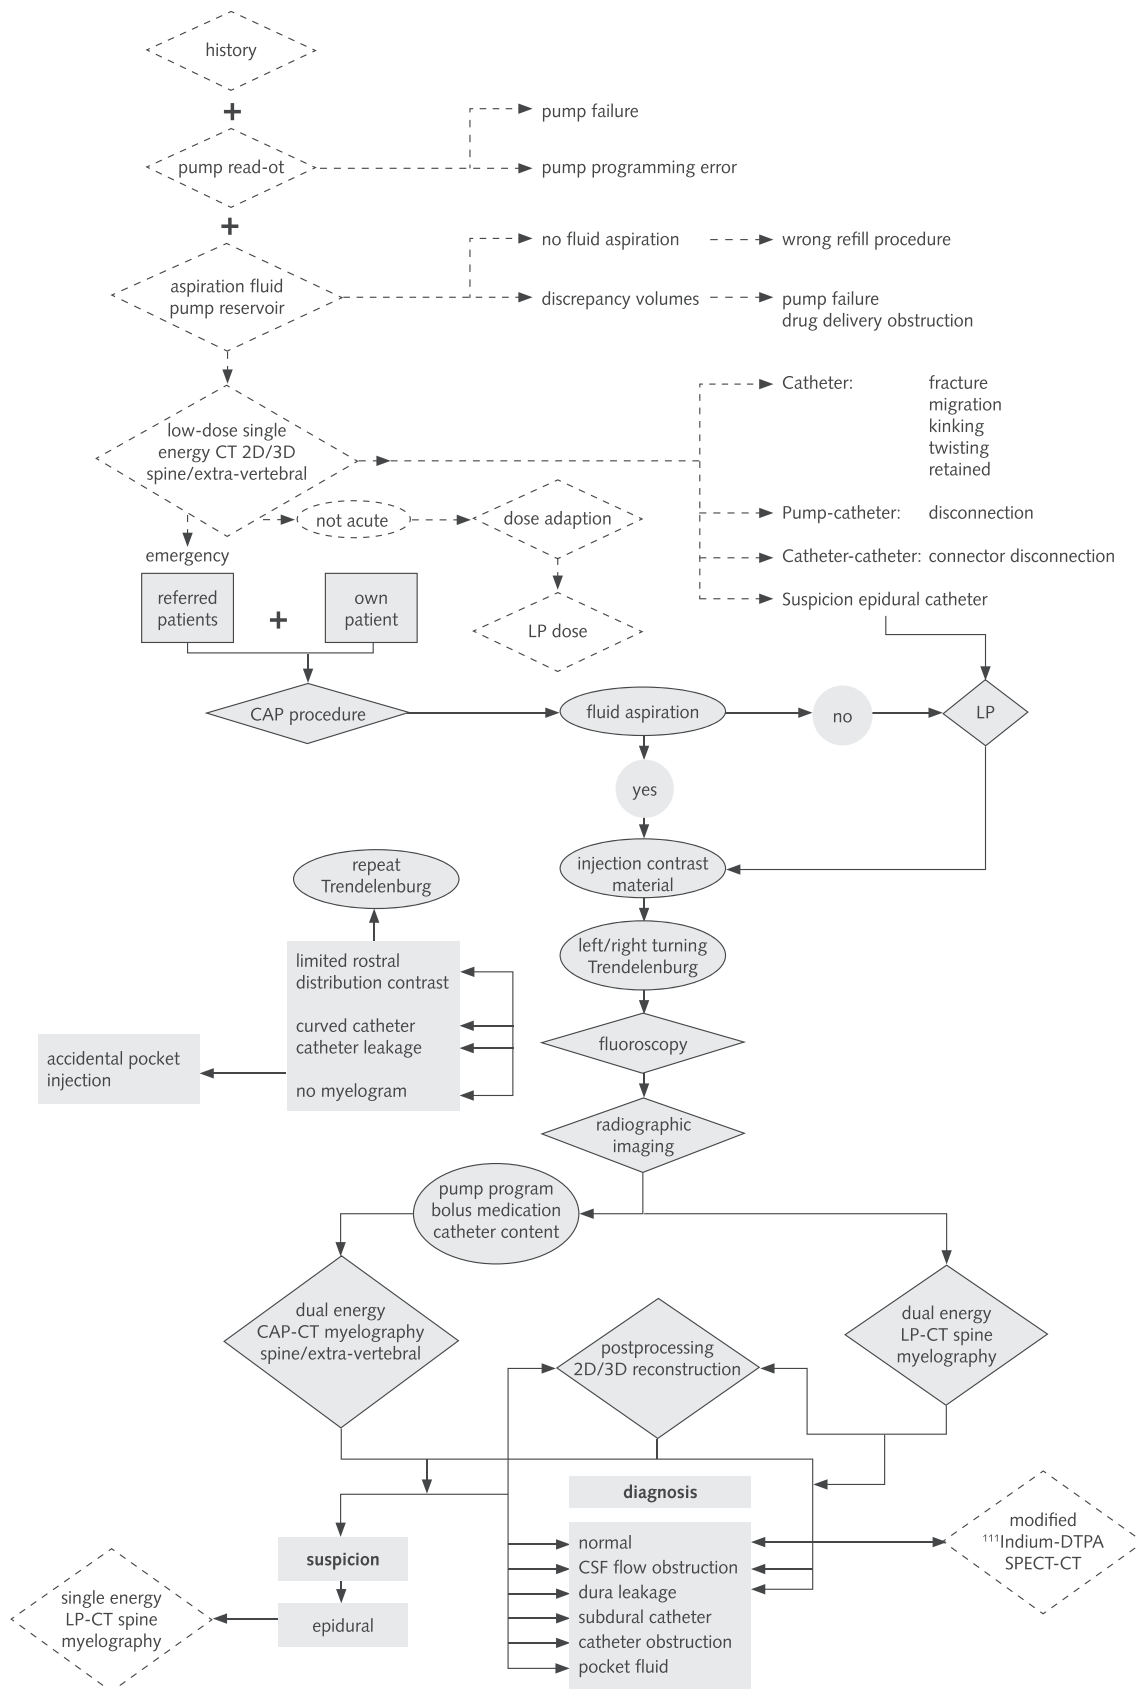 history
+
pump failure
pump read-ot
pump programming error
+
no fluid aspiration
wrong refill procedure
aspiration fluid
pump reservoir
discrepancy volumes
pump failure
drug delivery obstruction
low-dose single
energy CT 2D/3D
spine/extra-vertebral
Catheter:
fracture
migration
kinking
twisting
retained
not acute
dose adaption
Pump-catheter: disconnection
emergency
Catheter-catheter: connector disconnection
referred
patients
+
own
patient
LP dose
Suspicion epidural catheter
CAP procedure
fluid aspiration
no
LP
yes
injection contrast
material
repeat
Trendelenburg
left/right turning
Trendelenburg
limited rostral
distribution contrast
curved catheter
catheter leakage
no myelogram
accidental pocket
injection
fluoroscopy
radiographic
imaging
pump program
bolus medication
catheter content
dual energy
CAP-CT myelography
spine/extra-vertebral
postprocessing
2D/3D reconstruction
dual energy
LP-CT spine
myelography
diagnosis
normal
CSF flow obstruction
dura leakage
subdural catheter
catheter obstruction
pocket fluid
modified
¹¹¹Indium-DTPA
SPECT-CT
suspicion
epidural
single energy
LP-CT spine
myelography